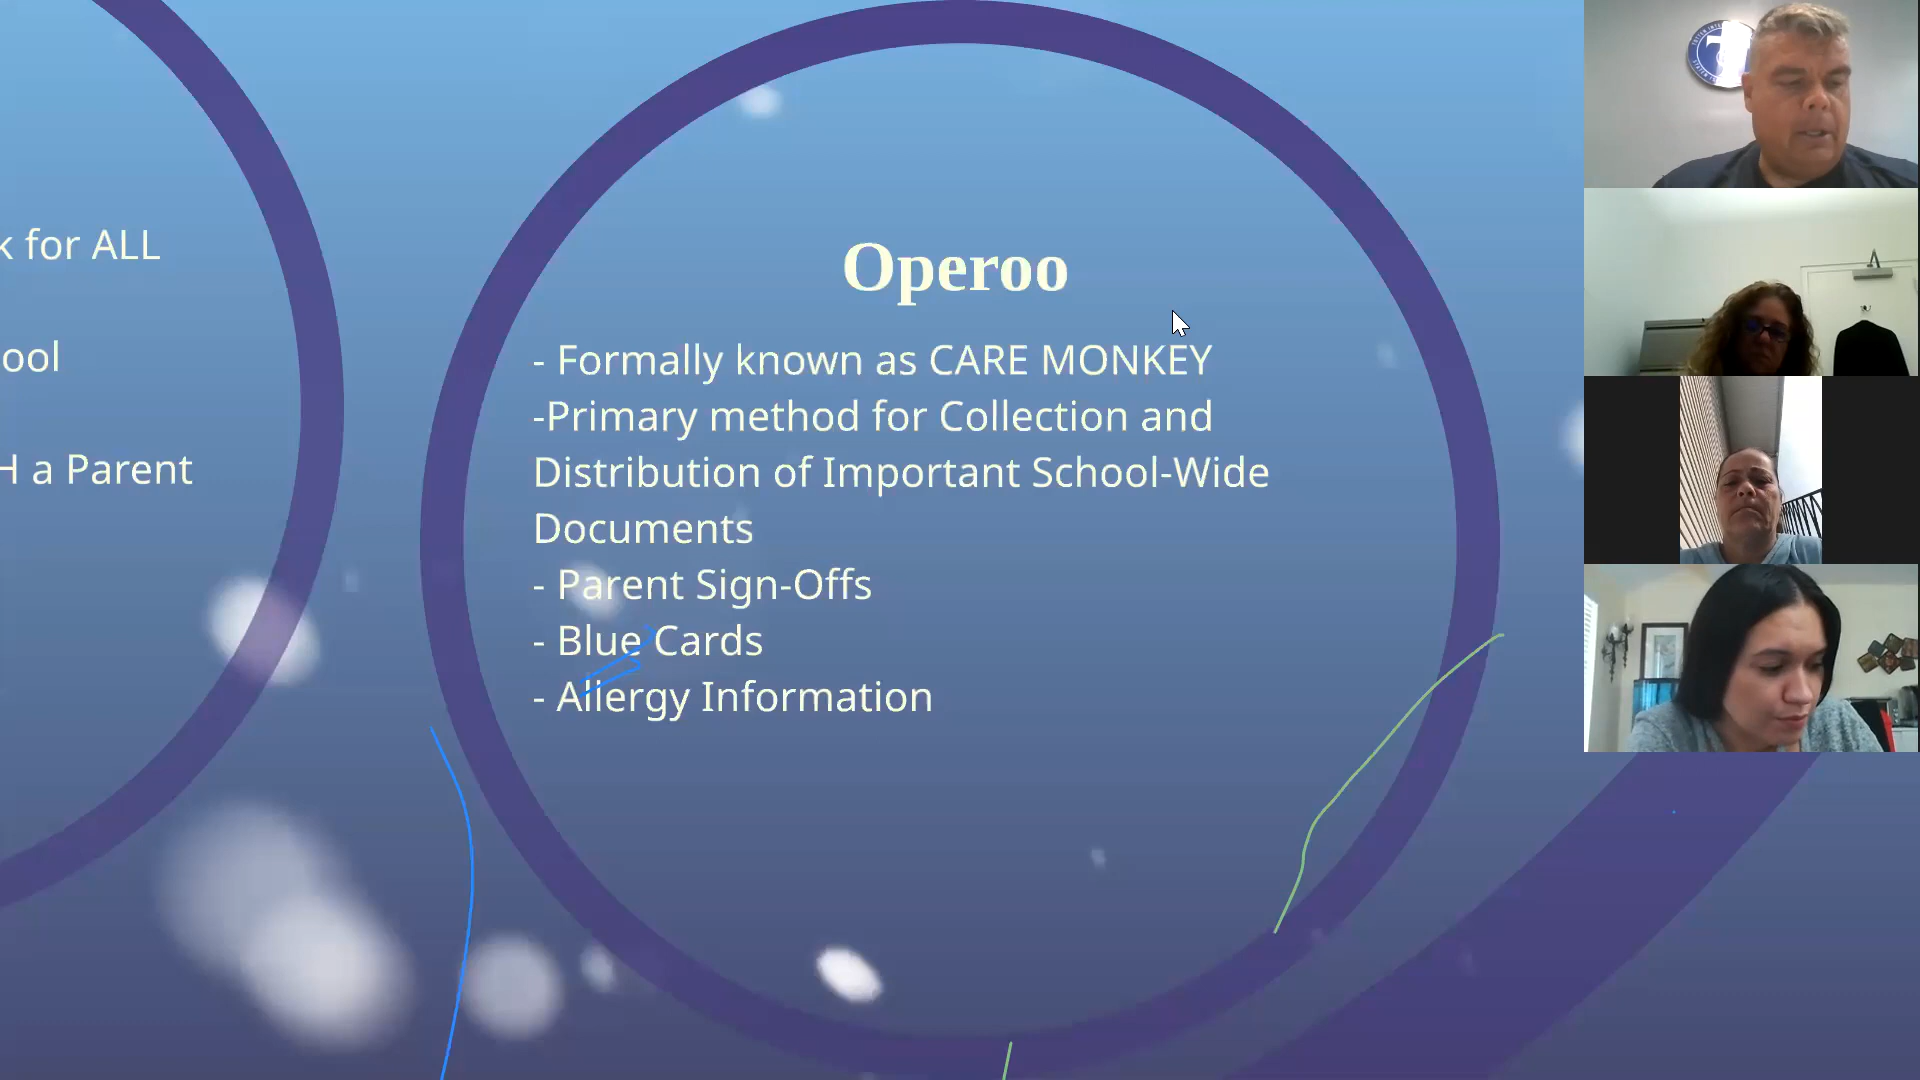 k for ALL
ool
H a Parent
Operoo
- Formally known as CARE MONKEY
-Primary method for Collection and
Distribution of Important School-Wide
Documents
- Parent Sign-Offs
- Blue Cards
- Allergy Information